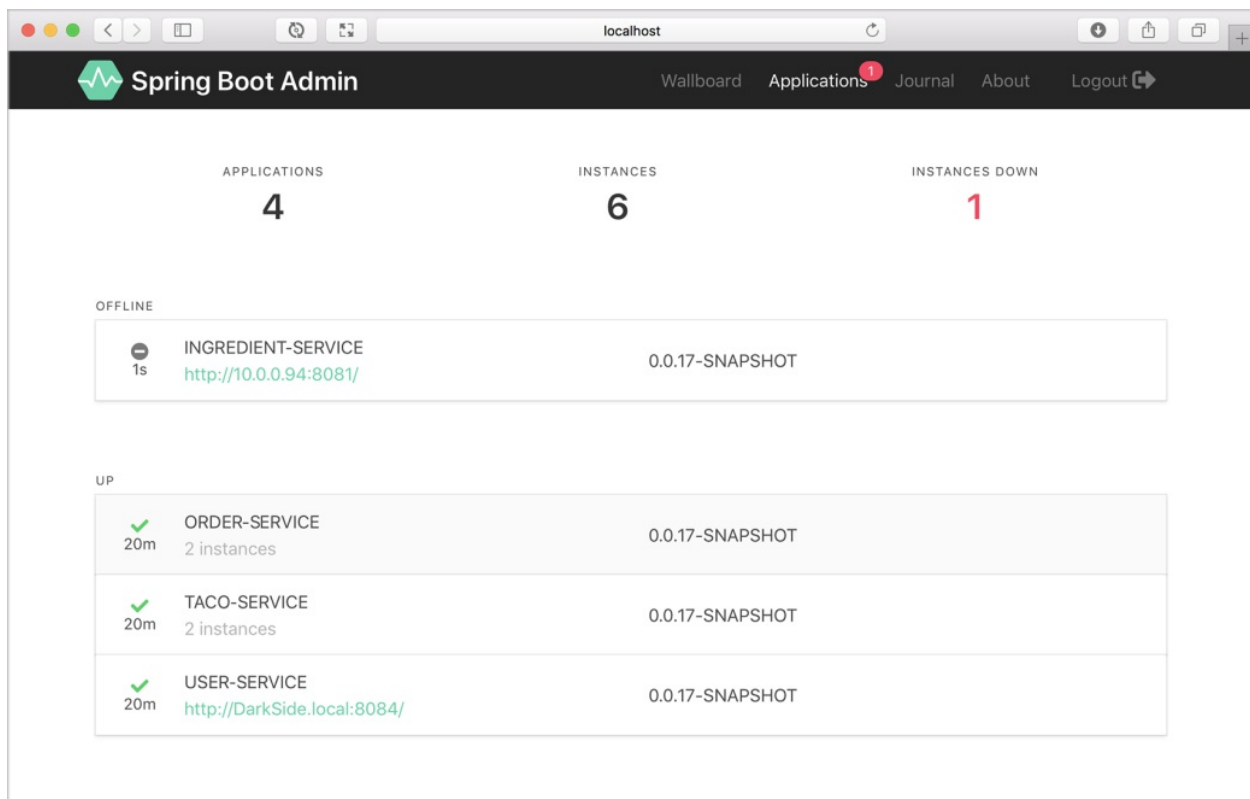 localhost
Spring Boot Admin Wallboard Applications 1 Journal About Logout
APPLICATIONS INSTANCES INSTANCES DOWN
4 6 1
OFFLINE
INGREDIENT-SERVICE
1s http://10.0.0.94:8081/ 0.0.17-SNAPSHOT
UP
ORDER-SERVICE
20m 2 instances 0.0.17-SNAPSHOT
TACO-SERVICE
20m 2 instances 0.0.17-SNAPSHOT
USER-SERVICE
20m http://DarkSide.local:8084/ 0.0.17-SNAPSHOT